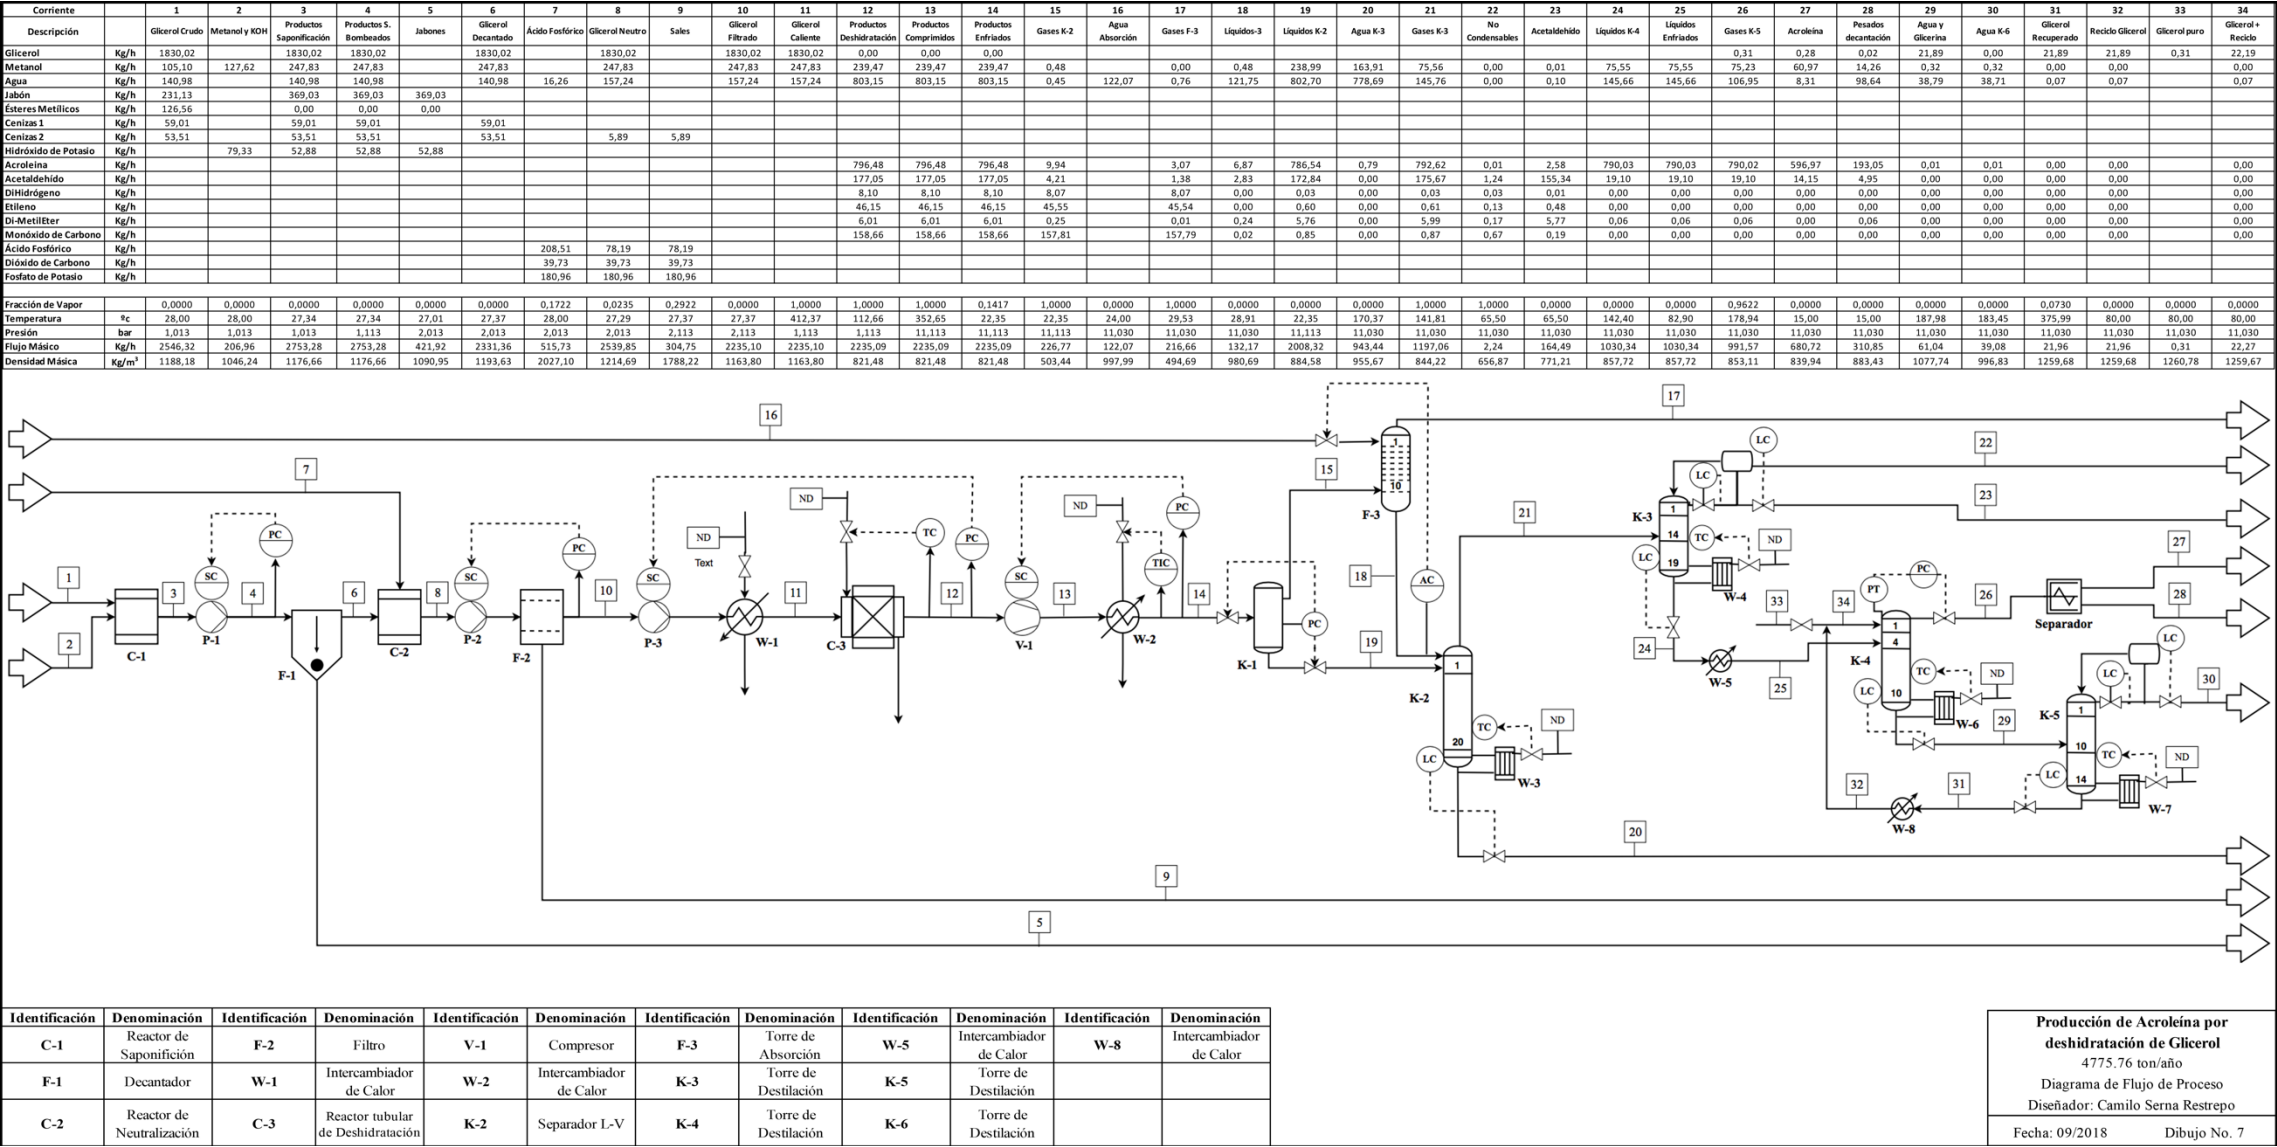 Corriente 1 2 3 4 5 6 7 8 9 10 11 12 13 14 15 16 17 18 19 20 21 22 23 24 25 26 27 28 29 30 31 32 33 34
Descripción Glicerol Crudo Metanol y KOH Productos Saponificación Productos S. Bombeados Jabones Glicerol Decantado Ácido Fosfórico Glicerol Neutro Sales Glicerol Filtrado Glicerol Caliente Productos Deshidratación Productos Comprimidos Productos Enfriados Gases K-2 Agua Absorción Gases F-3 Líquidos-3 Líquidos K-2 Agua K-3 Gases K-3 No Condensables Acetaldehído Líquidos K-4 Líquidos Enfriados Gases K-5 Acroleína Pesados decantación Agua y Glicerina Agua K-6 Glicerol Recuperado Reciclo Glicerol Glicerol puro Glicerol + Reciclo
Glicerol Kg/h 1830,02 1830,02 1830,02 1830,02 1830,02 1830,02 1830,02 0,00 0,00 0,00 0,31 0,28 0,02 21,89 0,00 21,89 21,89 0,31 22,19
Metanol Kg/h 105,10 127,62 247,83 247,83 247,83 247,83 247,83 247,83 239,47 239,47 239,47 0,48 0,00 0,48 238,99 163,91 75,56 0,00 0,01 75,55 75,55 75,23 60,97 14,26 0,32 0,32 0,00 0,00 0,00
Agua Kg/h 140,98 140,98 140,98 140,98 16,26 157,24 157,24 157,24 803,15 803,15 803,15 0,45 122,07 0,76 121,75 802,70 778,69 145,76 0,00 0,10 145,66 145,66 106,95 8,31 98,64 38,79 38,71 0,07 0,07 0,07
Jabón Kg/h 231,13 369,03 369,03 369,03
Ésteres Metílicos Kg/h 126,56 0,00 0,00 0,00
Cenizas 1 Kg/h 59,01 59,01 59,01 59,01
Cenizas 2 Kg/h 53,51 53,51 53,51 53,51 5,89 5,89
Hidróxido de Potasio Kg/h 79,33 52,88 52,88 52,88
Acroleina Kg/h 796,48 796,48 796,48 9,94 3,07 6,87 786,54 0,79 792,62 0,01 2,58 790,03 790,03 790,02 596,97 193,05 0,01 0,01 0,00 0,00 0,00
Acetaldehído Kg/h 177,05 177,05 177,05 4,21 1,38 2,83 172,84 0,00 175,67 1,24 155,34 19,10 19,10 19,10 14,15 4,95 0,00 0,00 0,00 0,00 0,00
DiHidrógeno Kg/h 8,10 8,10 8,10 8,07 8,07 0,00 0,03 0,00 0,03 0,03 0,01 0,00 0,00 0,00 0,00 0,00 0,00 0,00 0,00 0,00 0,00
Etileno Kg/h 46,15 46,15 46,15 45,55 45,54 0,00 0,60 0,00 0,61 0,13 0,48 0,00 0,00 0,00 0,00 0,00 0,00 0,00 0,00 0,00 0,00
Di-MetilEter Kg/h 6,01 6,01 6,01 0,25 0,01 0,24 5,76 0,00 5,99 0,17 5,77 0,06 0,06 0,06 0,00 0,06 0,00 0,00 0,00 0,00 0,00
Monóxido de Carbono Kg/h 158,66 158,66 158,66 157,81 157,79 0,02 0,85 0,00 0,87 0,67 0,19 0,00 0,00 0,00 0,00 0,00 0,00 0,00 0,00 0,00 0,00
Ácido Fosfórico Kg/h 208,51 78,19 78,19
Dióxido de Carbono Kg/h 39,73 39,73 39,73
Fosfato de Potasio Kg/h 180,96 180,96 180,96
Fracción de Vapor 0,0000 0,0000 0,0000 0,0000 0,0000 0,0000 0,1722 0,0235 0,2922 0,0000 1,0000 1,0000 1,0000 0,1417 1,0000 0,0000 1,0000 0,0000 0,0000 0,0000 1,0000 1,0000 0,0000 0,0000 0,0000 0,9622 0,0000 0,0000 0,0000 0,0000 0,0730 0,0000 0,0000 0,0000
Temperatura ºc 28,00 28,00 27,34 27,34 27,01 27,37 28,00 27,29 27,37 27,37 412,37 112,66 352,65 22,35 22,35 24,00 29,53 28,91 22,35 170,37 141,81 65,50 65,50 142,40 82,90 178,94 15,00 15,00 187,98 183,45 375,99 80,00 80,00 80,00
Presión bar 1,013 1,013 1,013 1,113 2,013 2,013 2,013 2,013 2,113 2,113 1,113 1,113 11,113 11,113 11,113 11,030 11,030 11,030 11,113 11,030 11,030 11,030 11,030 11,030 11,030 11,030 11,030 11,030 11,030 11,030 11,030 11,030 11,030 11,030
Flujo Másico Kg/h 2546,32 206,96 2753,28 2753,28 421,92 2331,36 515,73 2539,85 304,75 2235,10 2235,10 2235,09 2235,09 2235,09 226,77 122,07 216,66 132,17 2008,32 943,44 1197,06 2,24 164,49 1030,34 1030,34 991,57 680,72 310,85 61,04 39,08 21,96 21,96 0,31 22,27
Densidad Másica Kg/m³ 1188,18 1046,24 1176,66 1176,66 1090,95 1193,63 2027,10 1214,69 1788,22 1163,80 1163,80 821,48 821,48 821,48 503,44 997,99 494,69 980,69 884,58 955,67 844,22 656,87 771,21 857,72 857,72 853,11 839,94 883,43 1077,74 996,83 1259,68 1259,68 1260,78 1259,67
17
16
LC 22
7 15 1
LC
10 23
ND ND PC F-3 K-3 1
21
PC TC PC 14 TC ND
PC ND LC 27
Text 19
SC SC SC TIC SC 18 AC PC
1 3 4 6 8 10 11 12 13 14 PT W-4 26 28
33 34
PC 1 Separador
P-1 P-2 P-3 W-1 C-3 V-1 W-2 19 4 LC
2 C-1 C-2 F-2 K-1 1 24 K-4
F-1 W-5 TC ND LC 30
25 LC 10
K-2 29 K-5 1
TC ND W-6
20 10 TC ND
LC LC 14
W-3 32 31 W-7
W-8
20
9
5
Identificación Denominación Identificación Denominación Identificación Denominación Identificación Denominación Identificación Denominación Identificación Denominación
C-1 Reactor de Saponifición F-2 Filtro V-1 Compresor F-3 Torre de Absorción W-5 Intercambiador de Calor W-8 Intercambiador de Calor
F-1 Decantador W-1 Intercambiador de Calor W-2 Intercambiador de Calor K-3 Torre de Destilación K-5 Torre de Destilación
C-2 Reactor de Neutralización C-3 Reactor tubular de Deshidratación K-2 Separador L-V K-4 Torre de Destilación K-6 Torre de Destilación
Producción de Acroleína por
deshidratación de Glicerol
4775.76 ton/año
Diagrama de Flujo de Proceso
Diseñador: Camilo Serna Restrepo
Fecha: 09/2018 Dibujo No. 7